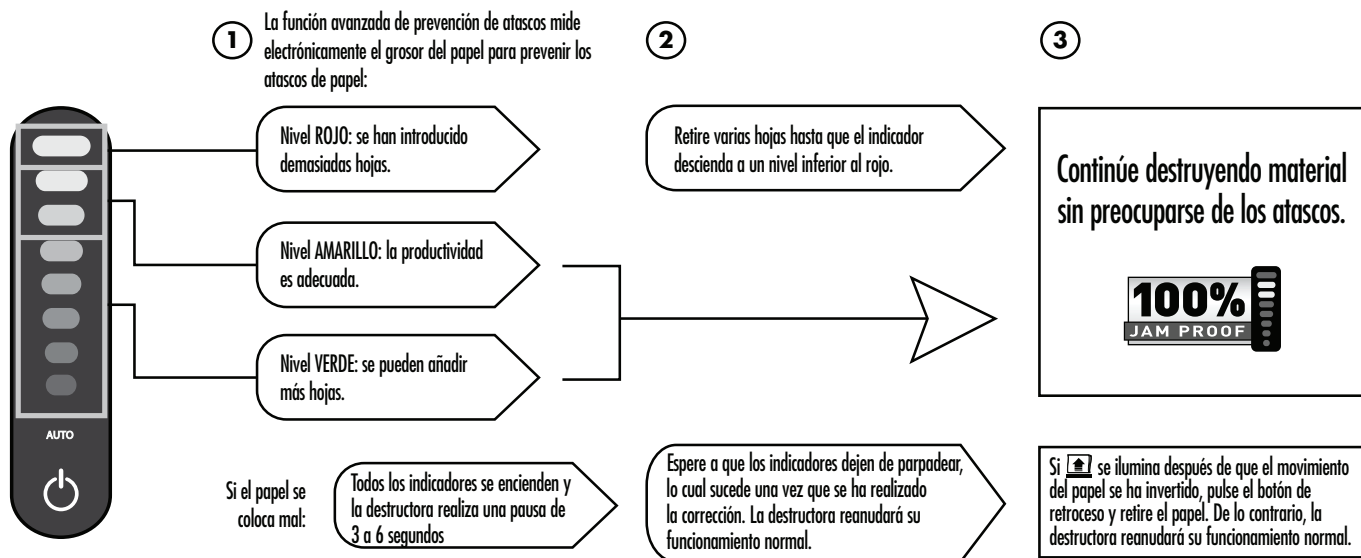 1
La función avanzada de prevención de atascos mide
electrónicamente el grosor del papel para prevenir los
atascos de papel:
2
3
Nivel ROJO: se han introducido
demasiadas hojas.
Retire varias hojas hasta que el indicador
descienda a un nivel inferior al rojo.
Continúe destruyendo material
sin preocuparse de los atascos.
Nivel AMARILLO: la productividad
es adecuada.
100%
JAM PROOF
Nivel VERDE: se pueden añadir
más hojas.
AUTO
Si el papel se
coloca mal:
Todos los indicadores se encienden y
la destructora realiza una pausa de
3 a 6 segundos
Espere a que los indicadores dejen de parpadear,
lo cual sucede una vez que se ha realizado
la corrección. La destructora reanudará su
funcionamiento normal.
Si se ilumina después de que el movimiento
del papel se ha invertido, pulse el botón de
retroceso y retire el papel. De lo contrario, la
destructora reanudará su funcionamiento normal.